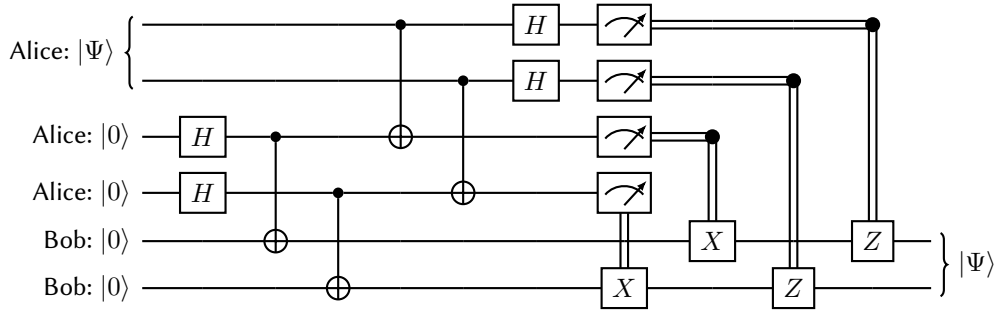 H
Alice: |Ψ⟩
H
Alice: |0⟩ H
Alice: |0⟩ H
Bob: |0⟩ X Z
|Ψ⟩
Bob: |0⟩ X Z